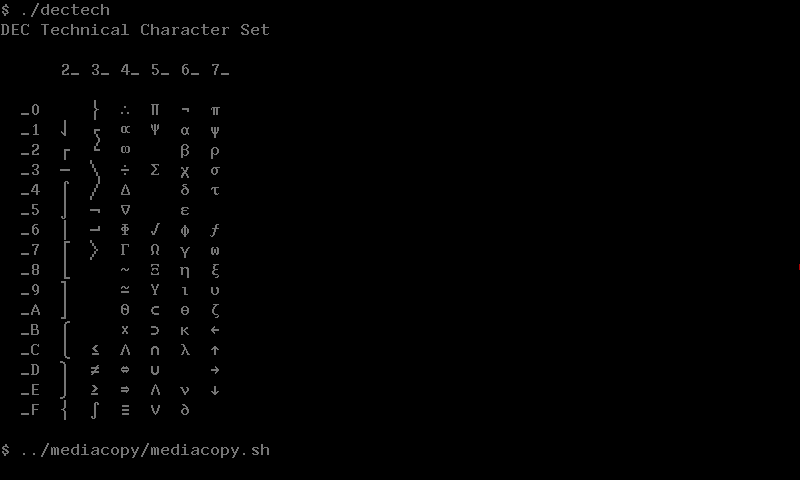 $ ./dectech
DEC Technical Character Set
2_ 3_ 4_ 5_ 6_ 7_
_0 ⎬ ∴ Π ¬ π
_1 ⎷ ∝ Ψ α ψ
_2 ┌ ∞ β ρ
_3 ─ ╲ ÷ Σ χ σ
_4 ⌠ ╱ Δ δ τ
_5 ⌡ ¬ ∇ ε
_6 │ ⌟ Φ √ φ ƒ
_7 ⎡ ⟩ Γ Ω γ ω
_8 ⎣ ~ Ξ η ξ
_9 ⎤ ≃ Υ ι υ
_A ⎦ Θ ⊂ θ ζ
_B ⎛ × ⊃ κ ←
_C ⎝ ≤ Λ ∩ λ ↑
_D ⎞ ≠ ⇔ ∪ →
_E ⎠ ≥ ⇒ ∧ ν ↓
_F ⎨ ∫ ≡ ∨ ∂
$ ../mediacopy/mediacopy.sh